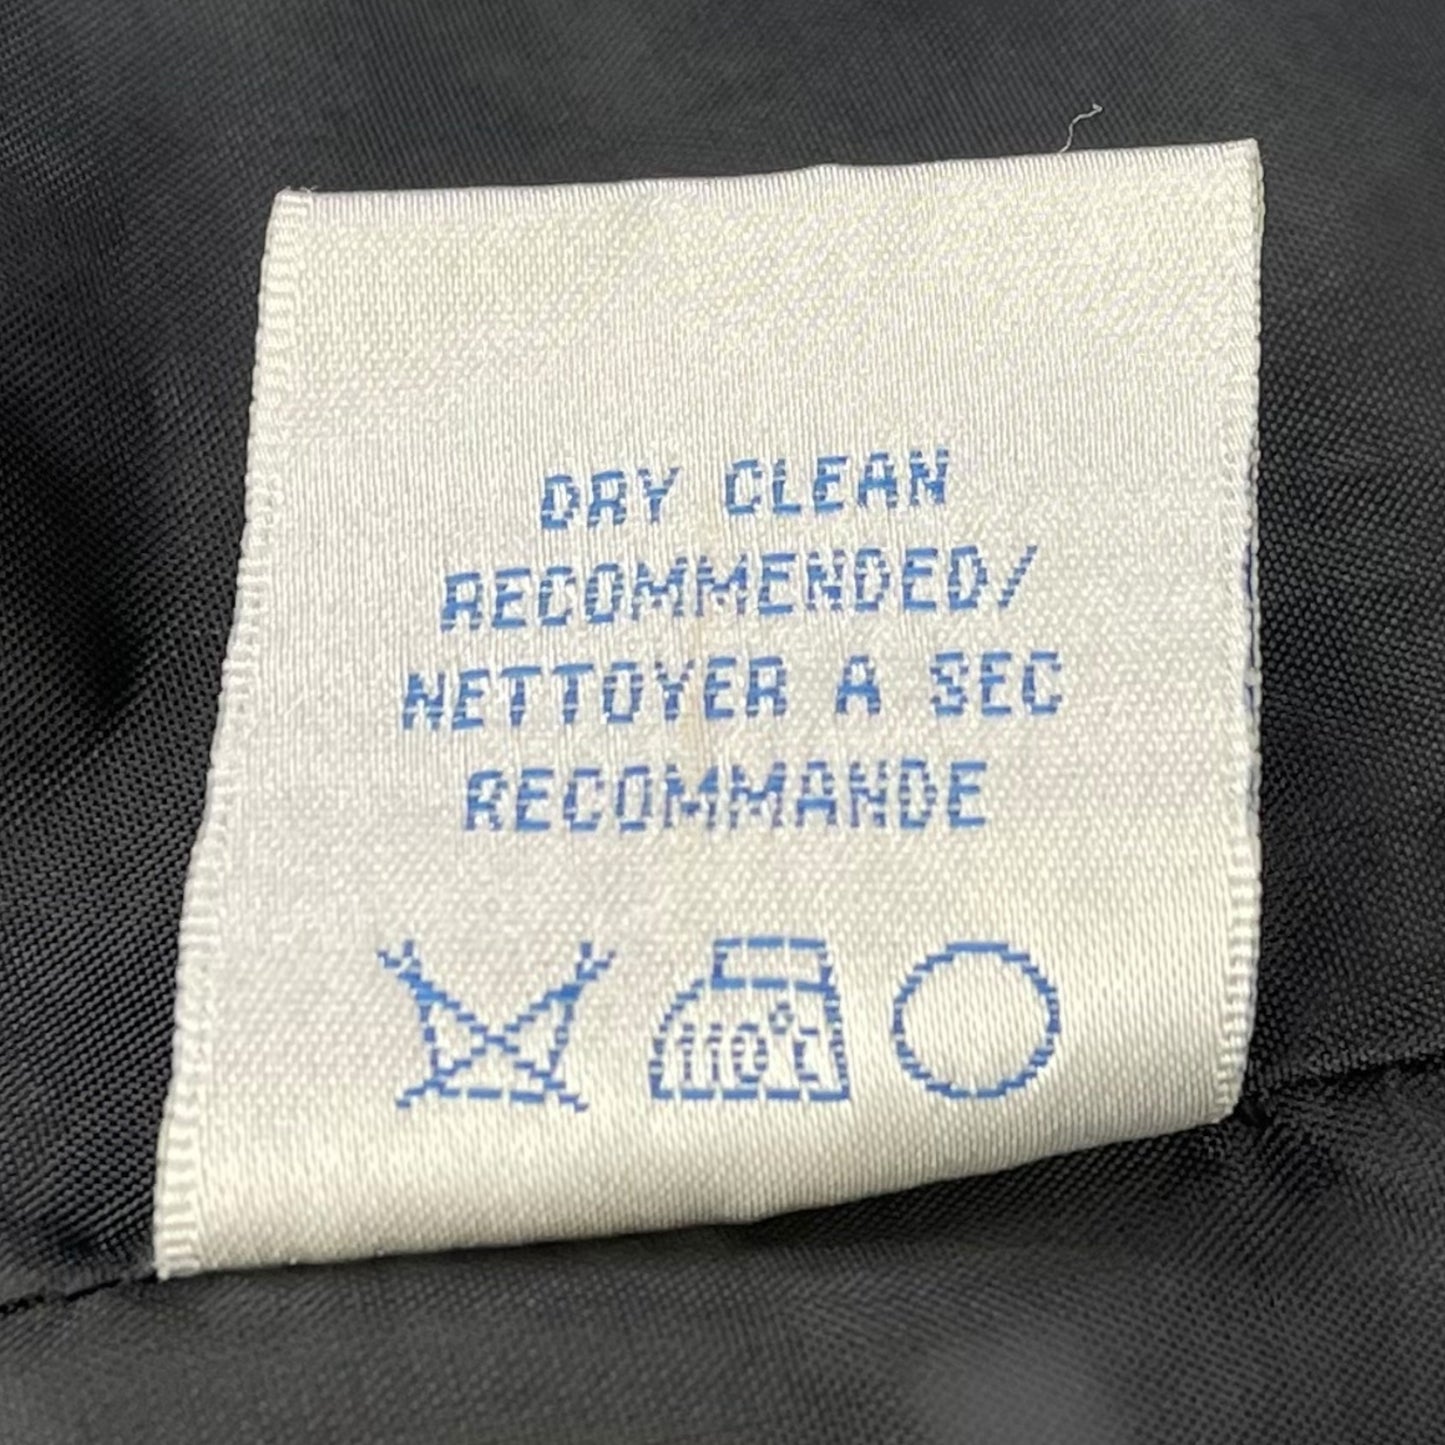 DRY CLEAN
RECOMMENDED/
NETTOYER A SEC
RECOMMANDE
110°C